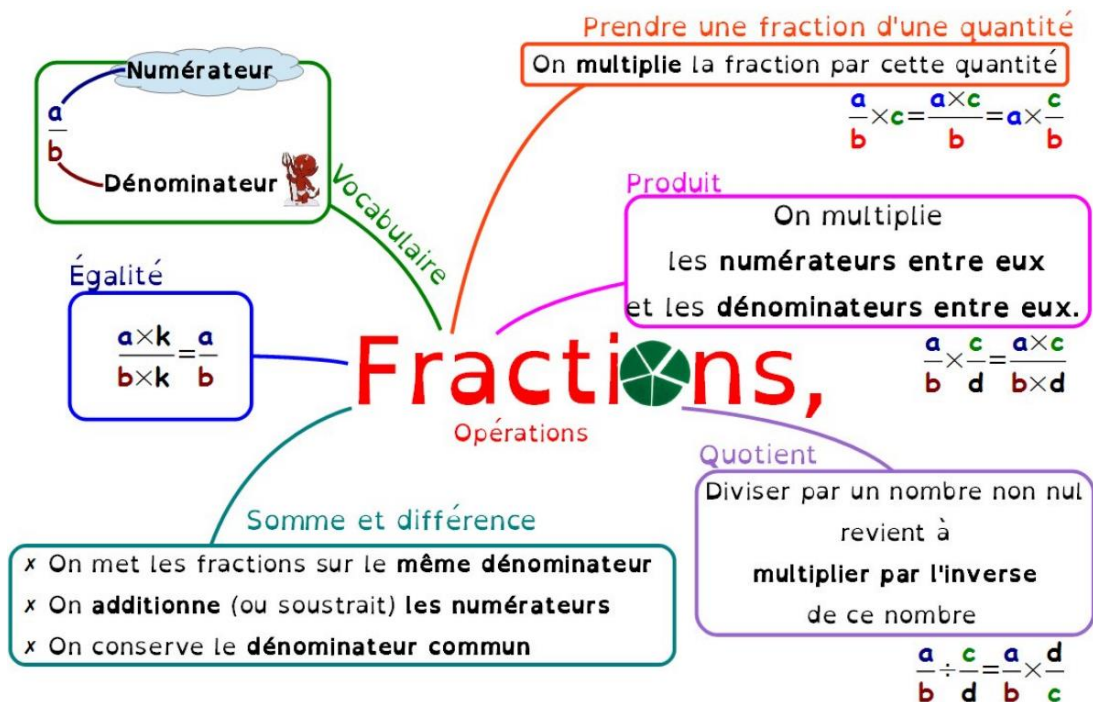 Numérateur
a
b
Dénominateur
Vocabulaire
Prendre une fraction d'une quantité
On multiplie la fraction par cette quantité
a/b×c=a×c/b=a×c/b
Produit
On multiplie
les numérateurs entre eux
et les dénominateurs entre eux.
a/b×c/d=a×c/b×d
Égalité
a×k/b×k=a/b
Fractions,
Opérations
Somme et différence
✗ On met les fractions sur le même dénominateur
✗ On additionne (ou soustrait) les numérateurs
✗ On conserve le dénominateur commun
Quotient
Diviser par un nombre non nul
revient à
multiplier par l'inverse
de ce nombre
a/b÷c/d=a/b×d/c